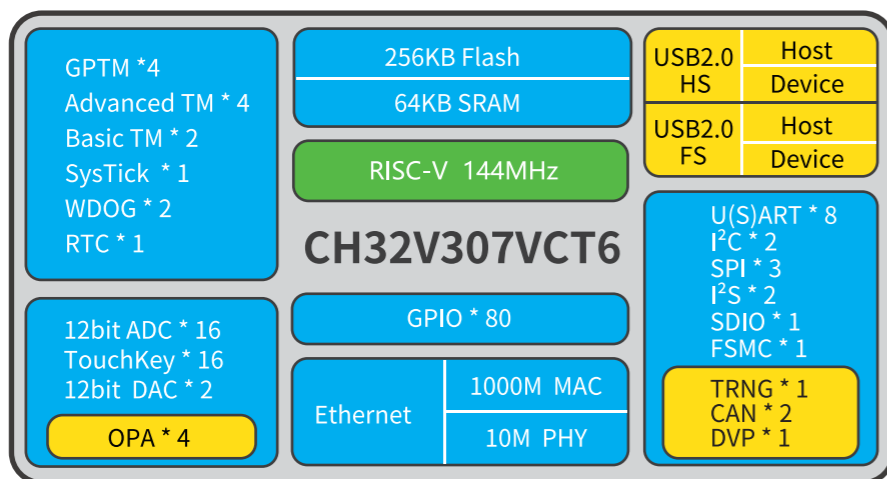 GPTM *4
Advanced TM * 4
Basic TM * 2
SysTick * 1
WDOG * 2
RTC * 1
12bit ADC * 16
TouchKey * 16
12bit DAC * 2
OPA * 4
256KB Flash
64KB SRAM
RISC-V 144MHz
CH32V307VCT6
GPIO * 80
Ethernet
1000M MAC
10M PHY
USB2.0
HS
Host
Device
USB2.0
FS
Host
Device
U(S)ART * 8
I²C * 2
SPI * 3
I²S * 2
SDIO * 1
FSMC * 1
TRNG * 1
CAN * 2
DVP * 1